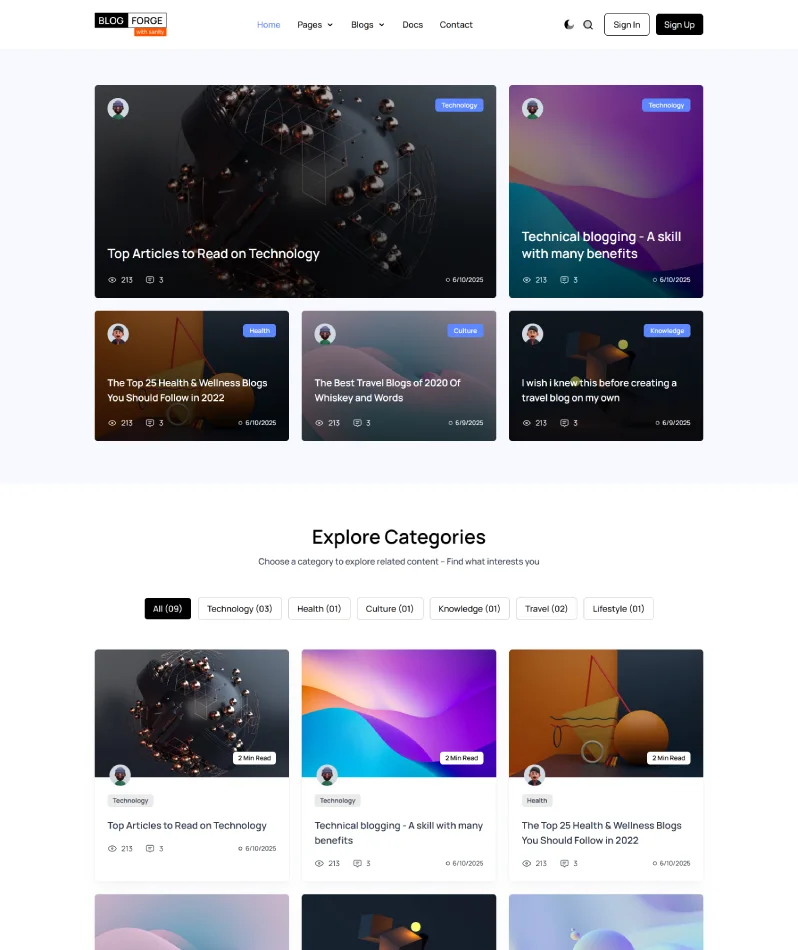 BLOG FORGE
with sanity
Home Pages Blogs Docs Contact Sign In Sign Up
Technology
Top Articles to Read on Technology
213 3 6/10/2025
Technology
Technical blogging - A skill
with many benefits
213 3 6/10/2025
Health
The Top 25 Health & Wellness Blogs
You Should Follow in 2022
213 3 6/10/2025
Culture
The Best Travel Blogs of 2020 Of
Whiskey and Words
213 3 6/9/2025
Knowledge
I wish i knew this before creating a
travel blog on my own
213 3 6/9/2025
Explore Categories
Choose a category to explore related content – Find what interests you
All (09) Technology (03) Health (01) Culture (01) Knowledge (01) Travel (02) Lifestyle (01)
2 Min Read
Technology
Top Articles to Read on Technology
213 3 6/10/2025
2 Min Read
Technology
Technical blogging - A skill with many
benefits
213 3 6/10/2025
2 Min Read
Health
The Top 25 Health & Wellness Blogs
You Should Follow in 2022
213 3 6/10/2025